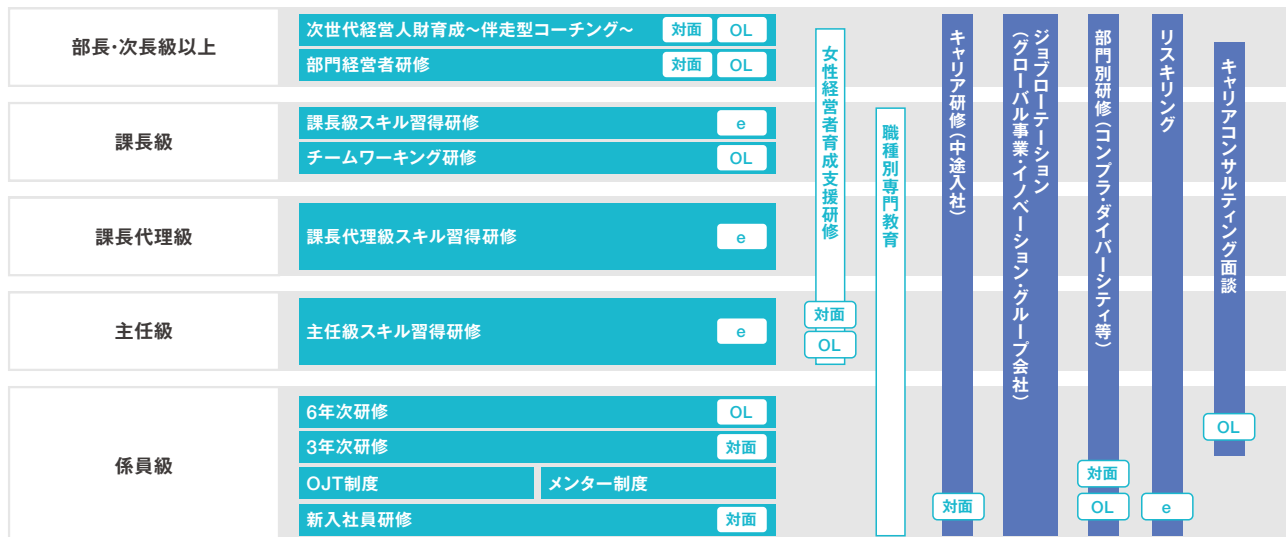 部長・次長級以上
次世代経営人財育成～伴走型コーチング～ 対面 OL
部門経営者研修 対面 OL
課長級
課長級スキル習得研修 e
チームワーキング研修 OL
課長代理級
課長代理級スキル習得研修 e
主任級
主任級スキル習得研修 e
係員級
6年次研修 OL
3年次研修 対面
OJT制度 メンター制度
新入社員研修 対面
女性経営者育成支援研修
対面
OL
職種別専門教育
キャリア研修（中途入社）
対面
ジョブローテーション
（グローバル事業・イノベーション・グループ会社）
部門別研修（コンプラ・ダイバーシティ等）
対面
OL
リスキリング
e
キャリアコンサルティング面談
OL